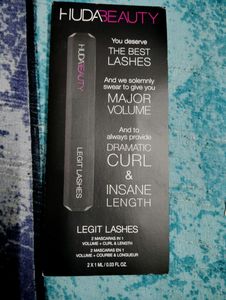 HUDABEAUTY
You deserve
THE BEST
LASHES
And we solemnly
swear to give you
MAJOR
VOLUME
And to
always provide
DRAMATIC
CURL
&
INSANE
LENGTH
HUDABEAUTY
LEGIT LASHES
LEGIT LASHES
2 MASCARAS IN 1
VOLUME + CURL & LENGTH
2 MASCARAS EN 1
VOLUME + COURBE & LONGUEUR
2 X 1 ML / 0.03 FL.OZ.